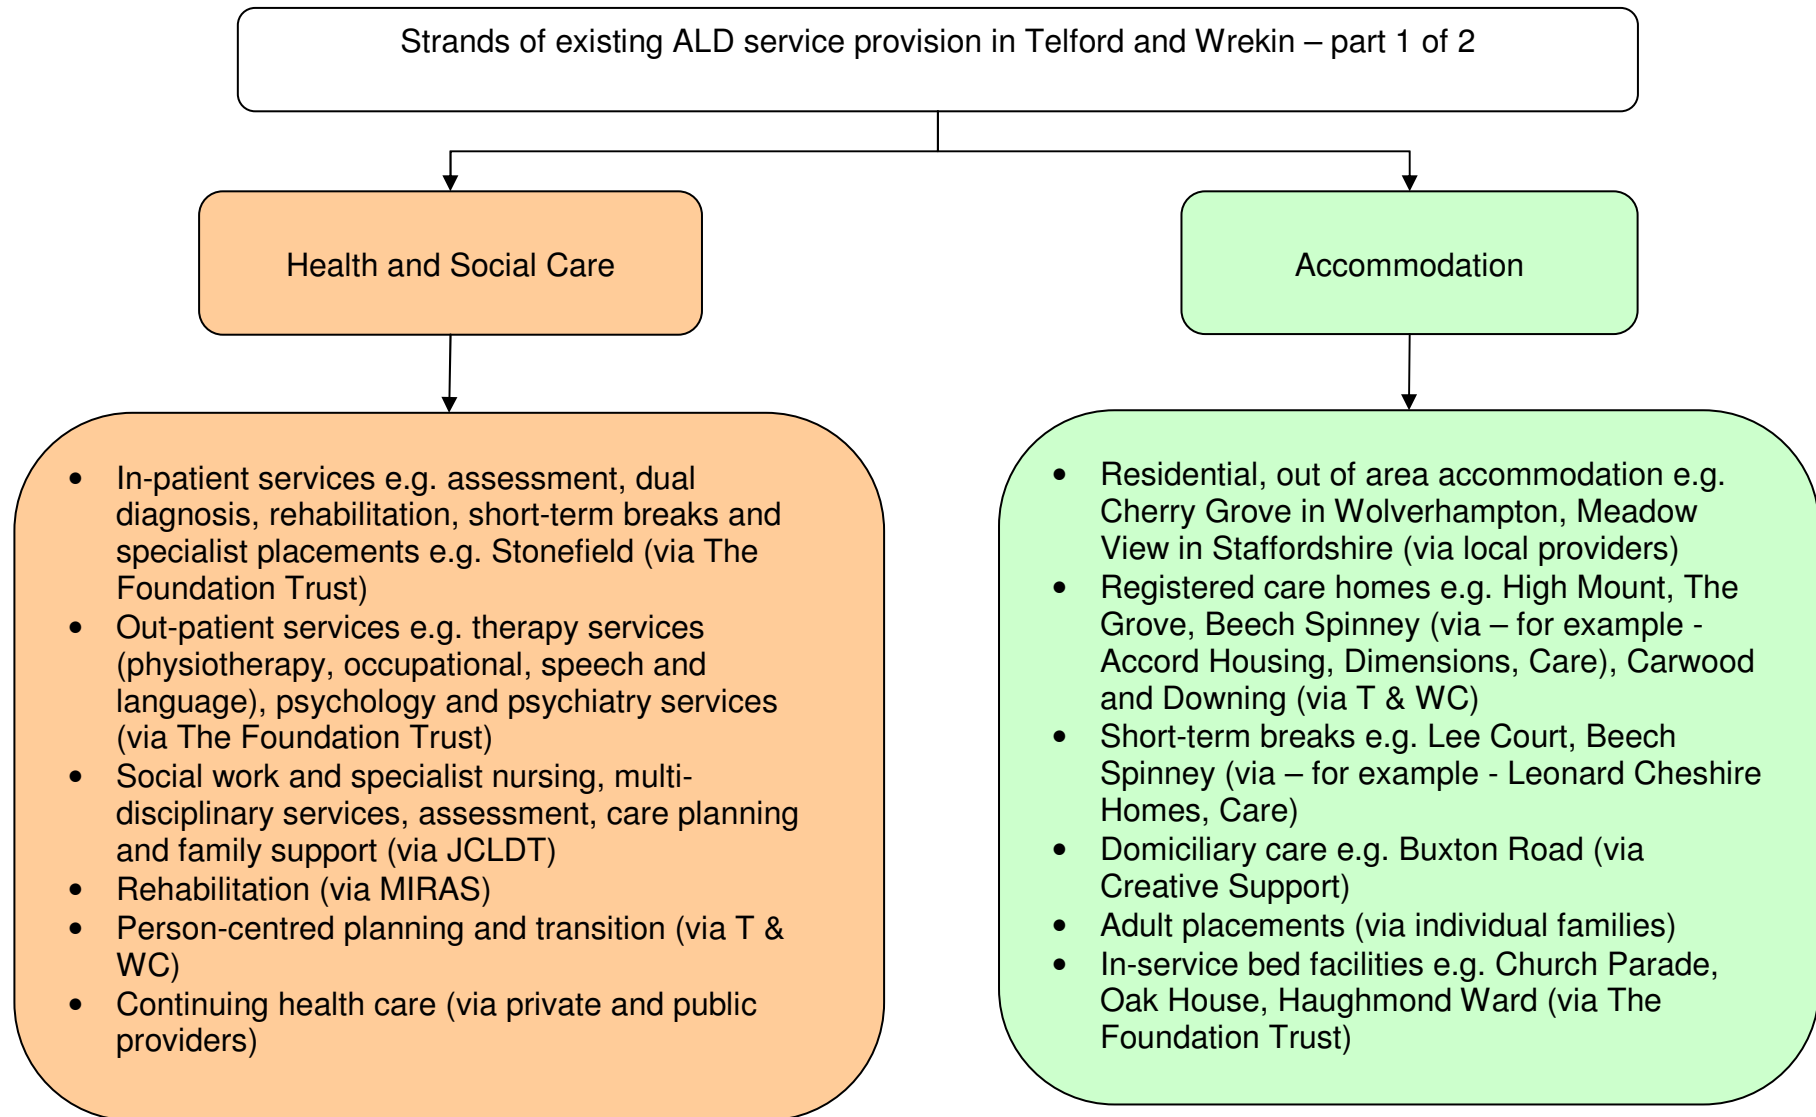 Strands of existing ALD service provision in Telford and Wrekin – part 1 of 2
Health and Social Care
Accommodation
• In-patient services e.g. assessment, dual
diagnosis, rehabilitation, short-term breaks and
specialist placements e.g. Stonefield (via The
Foundation Trust)
• Out-patient services e.g. therapy services
(physiotherapy, occupational, speech and
language), psychology and psychiatry services
(via The Foundation Trust)
• Social work and specialist nursing, multi-
disciplinary services, assessment, care planning
and family support (via JCLDT)
• Rehabilitation (via MIRAS)
• Person-centred planning and transition (via T &
WC)
• Continuing health care (via private and public
providers)
• Residential, out of area accommodation e.g.
Cherry Grove in Wolverhampton, Meadow
View in Staffordshire (via local providers)
• Registered care homes e.g. High Mount, The
Grove, Beech Spinney (via – for example -
Accord Housing, Dimensions, Care), Carwood
and Downing (via T & WC)
• Short-term breaks e.g. Lee Court, Beech
Spinney (via – for example - Leonard Cheshire
Homes, Care)
• Domiciliary care e.g. Buxton Road (via
Creative Support)
• Adult placements (via individual families)
• In-service bed facilities e.g. Church Parade,
Oak House, Haughmond Ward (via The
Foundation Trust)